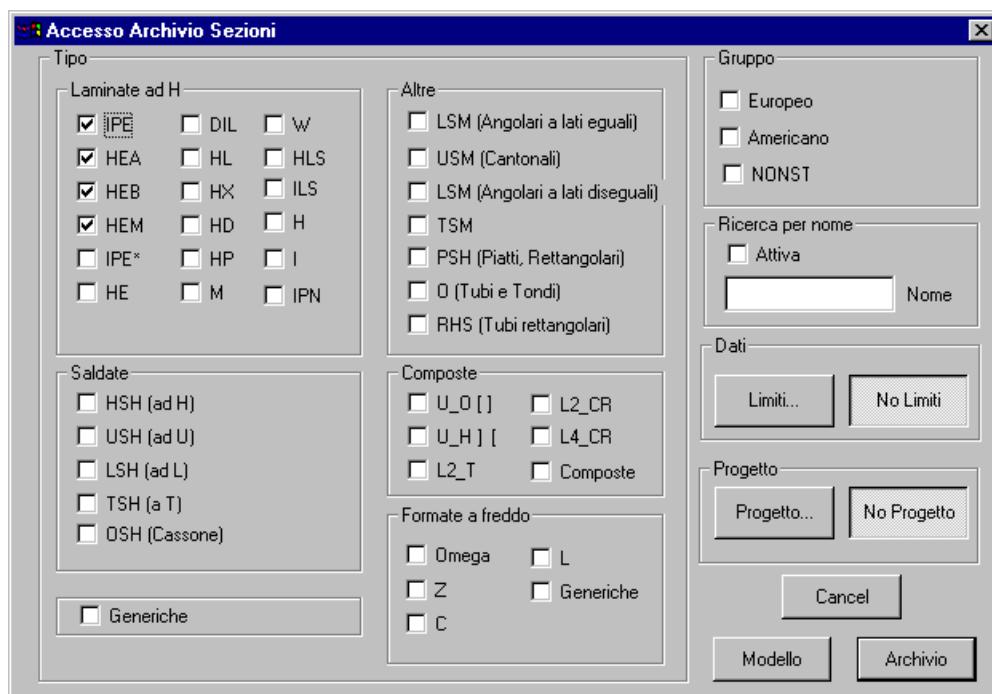 Accesso Archivio Sezioni
Tipo
Laminate ad H
IPE DIL W
HEA HL HLS
HEB HX ILS
HEM HD H
IPE* HP I
HE M IPN
Altre
LSM (Angolari a lati eguali)
USM (Cantonali)
LSM (Angolari a lati diseguali)
TSM
PSH (Piatti, Rettangolari)
O (Tubi e Tondi)
RHS (Tubi rettangolari)
Saldate
HSH (ad H)
USH (ad U)
LSH (ad L)
TSH (a T)
OSH (Cassone)
Generiche
Composte
U_O [ ] L2_CR
U_H ] [ L4_CR
L2_T Composte
Formate a freddo
Omega L
Z Generiche
C
Gruppo
Europeo
Americano
NONST
Ricerca per nome
Attiva
Nome
Dati
Limiti... No Limiti
Progetto
Progetto... No Progetto
Cancel
Modello Archivio